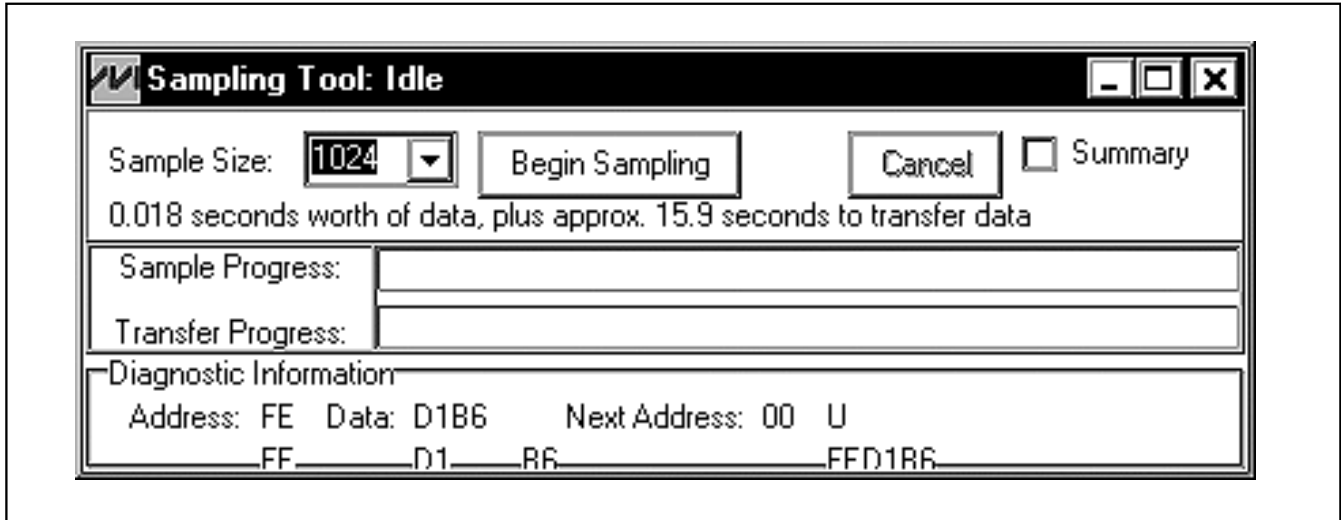 Sampling Tool: Idle
Sample Size: 1024 Begin Sampling Cancel Summary
0.018 seconds worth of data, plus approx. 15.9 seconds to transfer data
Sample Progress:
Transfer Progress:
Diagnostic Information
Address: FE Data: D1B6 Next Address: 00 U
FE D1 B6 FED1B6